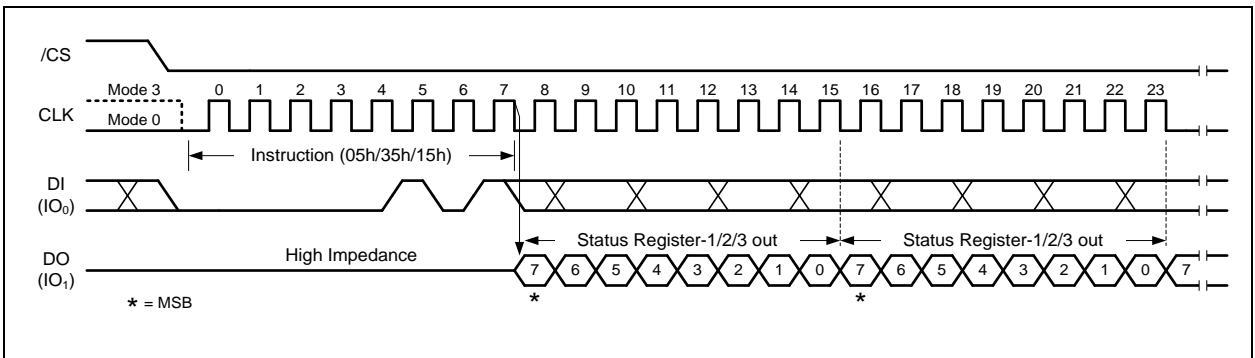 /CS
Mode 3
0 1 2 3 4 5 6 7 8 9 10 11 12 13 14 15 16 17 18 19 20 21 22 23
CLK
Mode 0
Instruction (05h/35h/15h)
DI
(IO₀)
Status Register-1/2/3 out Status Register-1/2/3 out
High Impedance
DO
(IO₁)
7 6 5 4 3 2 1 0 7 6 5 4 3 2 1 0 7
* *
* = MSB